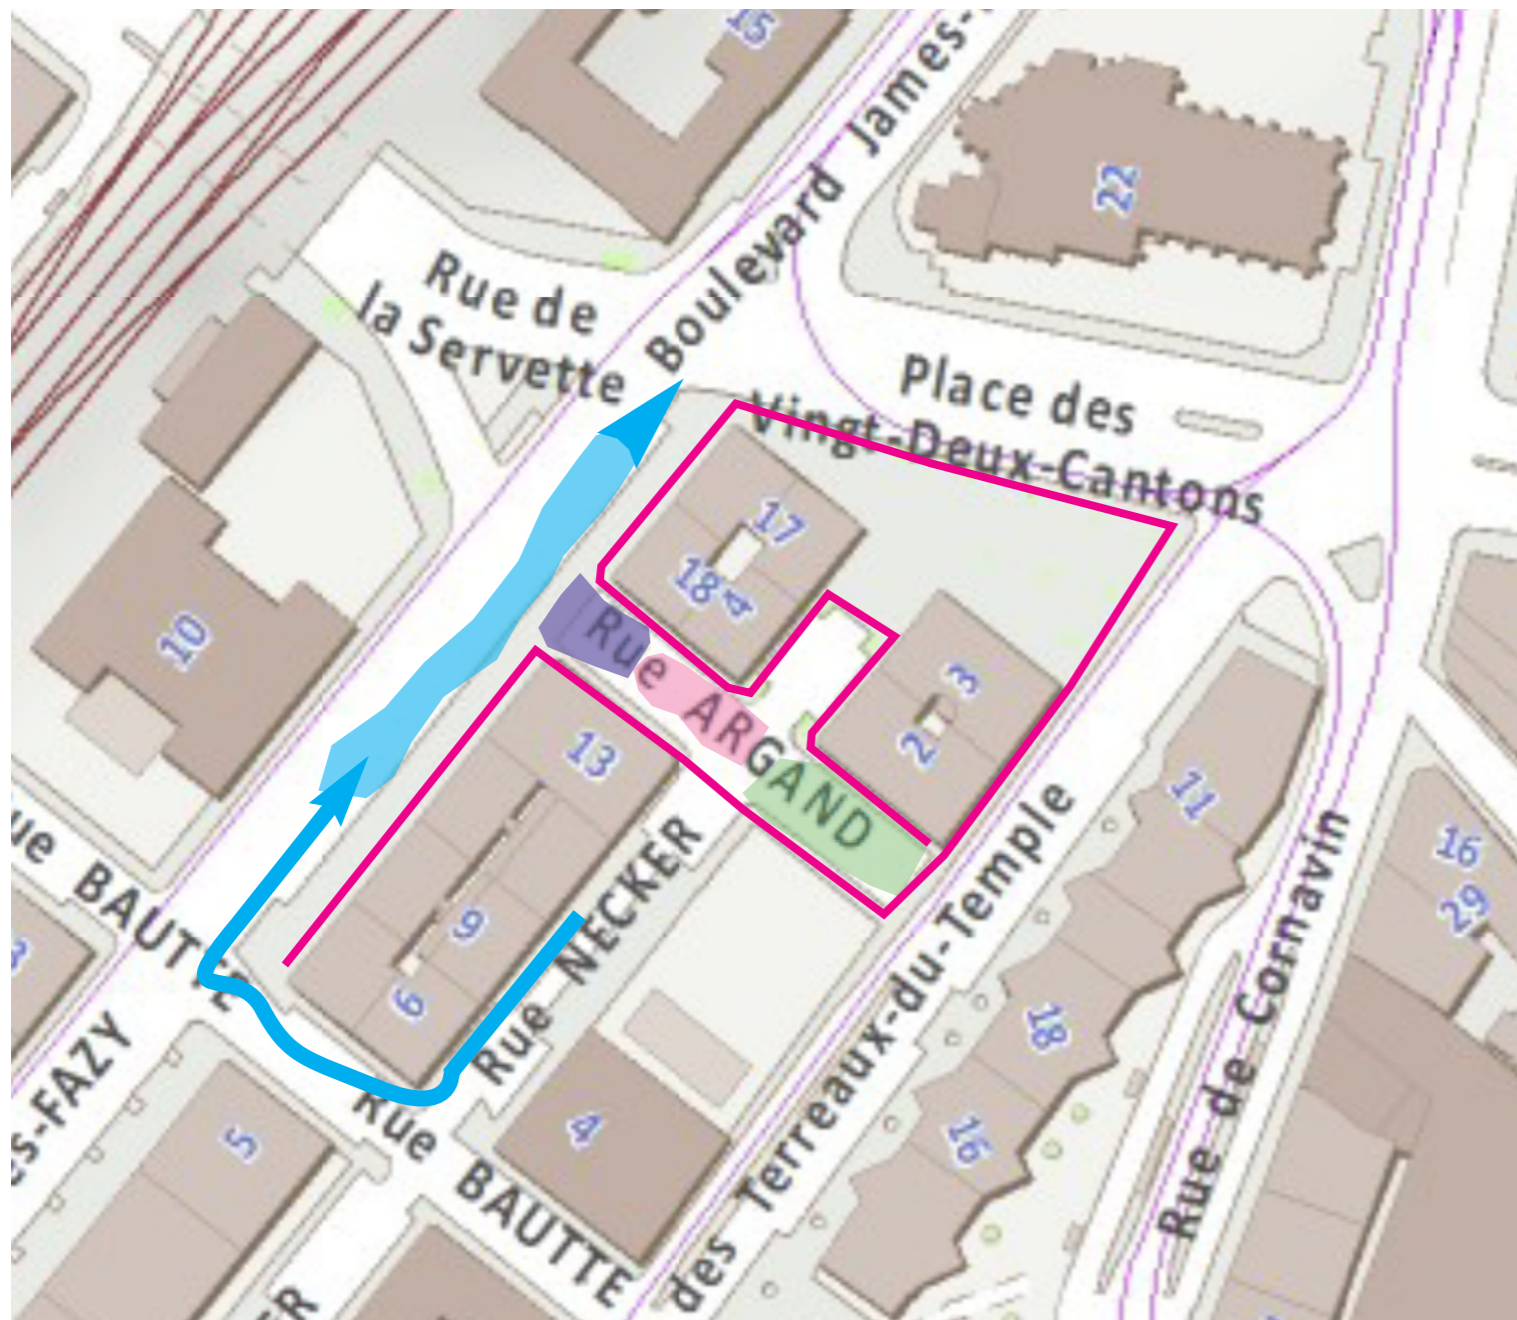 15
Boulevard James-
22
Rue de
la Servette
Place des
Vingt-Deux-Cantons
17
18
4
10
Rue ARGAND
3
2
13
9
6
Rue NECKER
11
16
29
ue BAUTTE
3
es-FAZY
5
Rue BAUTTE
4
des Terreaux-du-Temple
18
16
Rue de Cornavin
ER